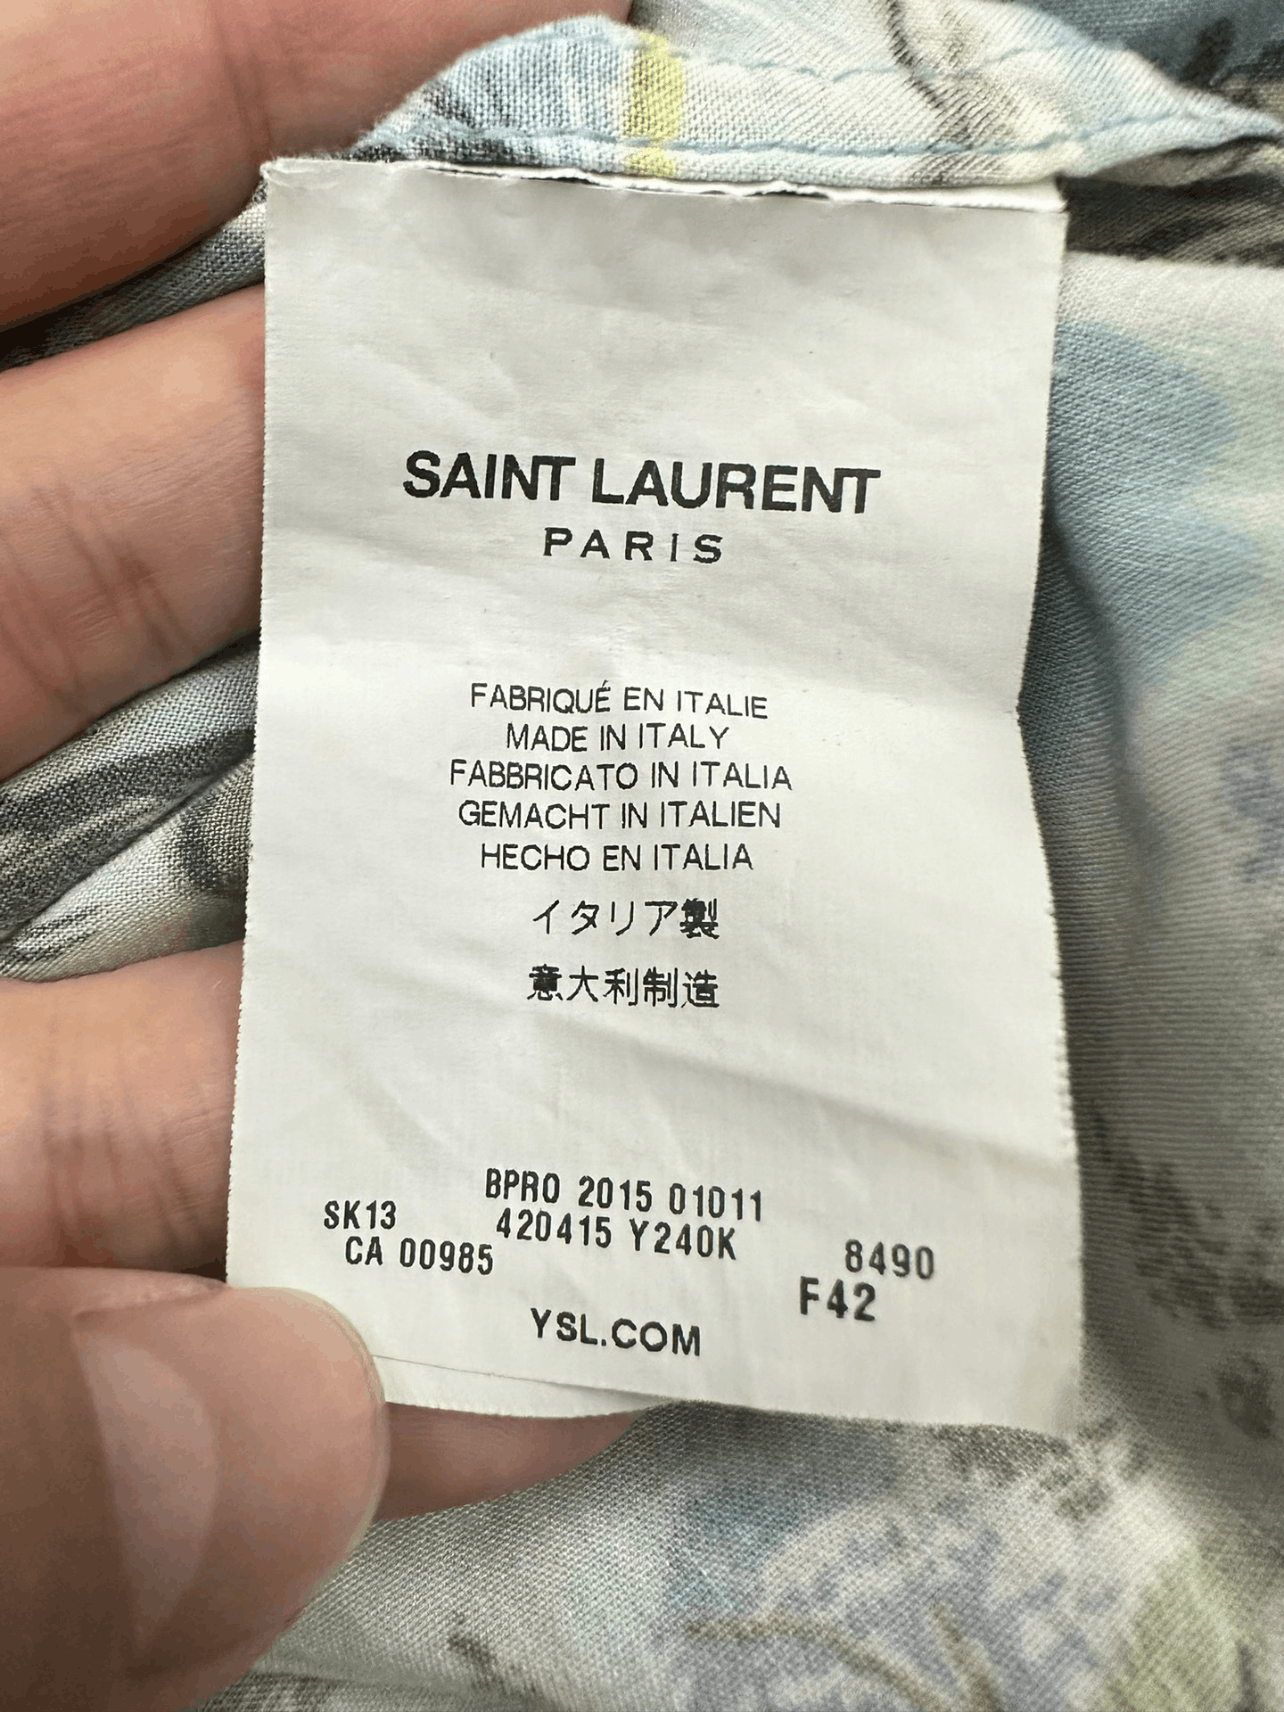 SAINT LAURENT
PARIS
FABRIQUÉ EN ITALIE
MADE IN ITALY
FABBRICATO IN ITALIA
GEMACHT IN ITALIEN
HECHO EN ITALIA
イタリア製
意大利制造
BPRO 2015 01011
SK13 420415 Y240K 8490
CA 00985 F42
YSL.COM